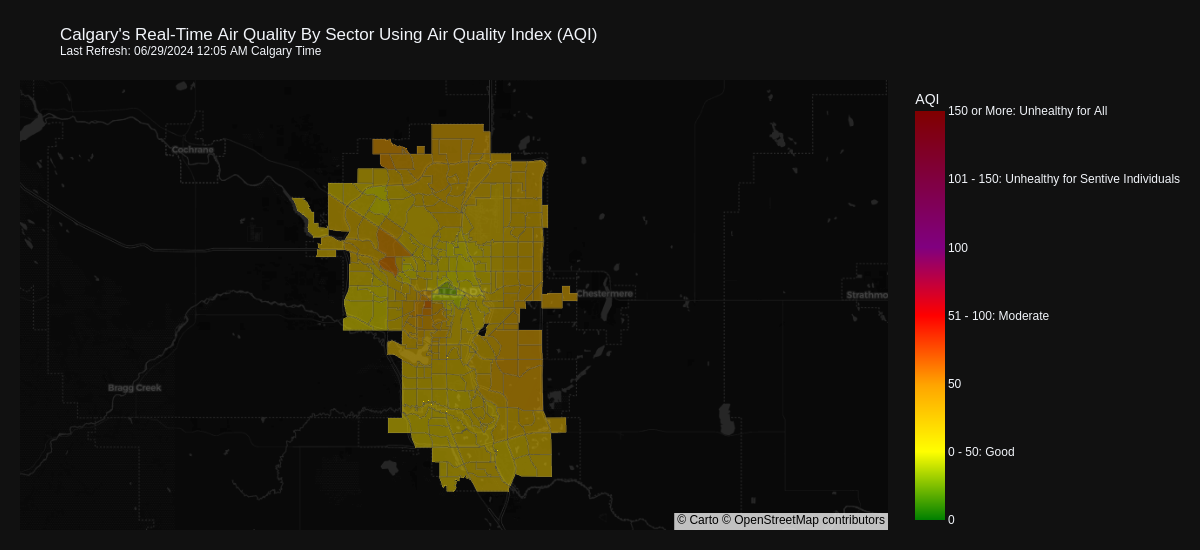 Calgary's Real-Time Air Quality By Sector Using Air Quality Index (AQI)
Last Refresh: 06/29/2024 12:05 AM Calgary Time
AQI
150 or More: Unhealthy for All
Cochrane
101 - 150: Unhealthy for Sentive Individuals
100
Chestermere
Strathmo
51 - 100: Moderate
50
Bragg Creek
0 - 50: Good
0
© Carto © OpenStreetMap contributors